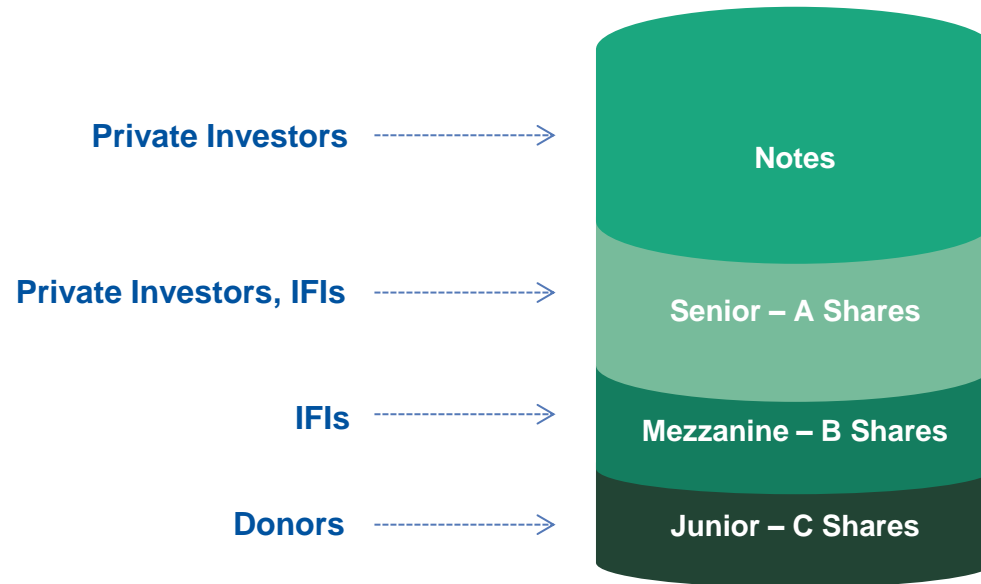 Private Investors
Notes
Private Investors, IFIs
Senior – A Shares
IFIs
Mezzanine – B Shares
Donors
Junior – C Shares